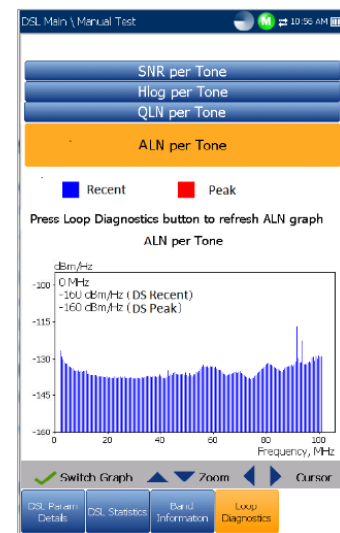 DSL Main \ Manual Test
M 10:56 AM
SNR per Tone
Hlog per Tone
QLN per Tone
ALN per Tone
Recent Peak
Press Loop Diagnostics button to refresh ALN graph
ALN per Tone
dBm/Hz
0 MHz
-160 dBm/Hz ( DS Recent)
-160 dBm/Hz ( DS Peak)
-100
-115
-130
-145
-160
0 20 40 60 80 100
Frequency, MHz
Switch Graph Zoom Cursor
DSL Param Details
DSL Statistics
Band Information
Loop Diagnostics